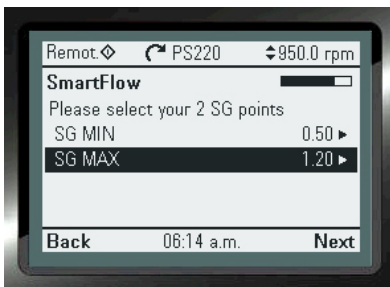 Remot. PS220 950.0 rpm
SmartFlow
Please select your 2 SG points
SG MIN 0.50
SG MAX 1.20
Back 06:14 a.m. Next